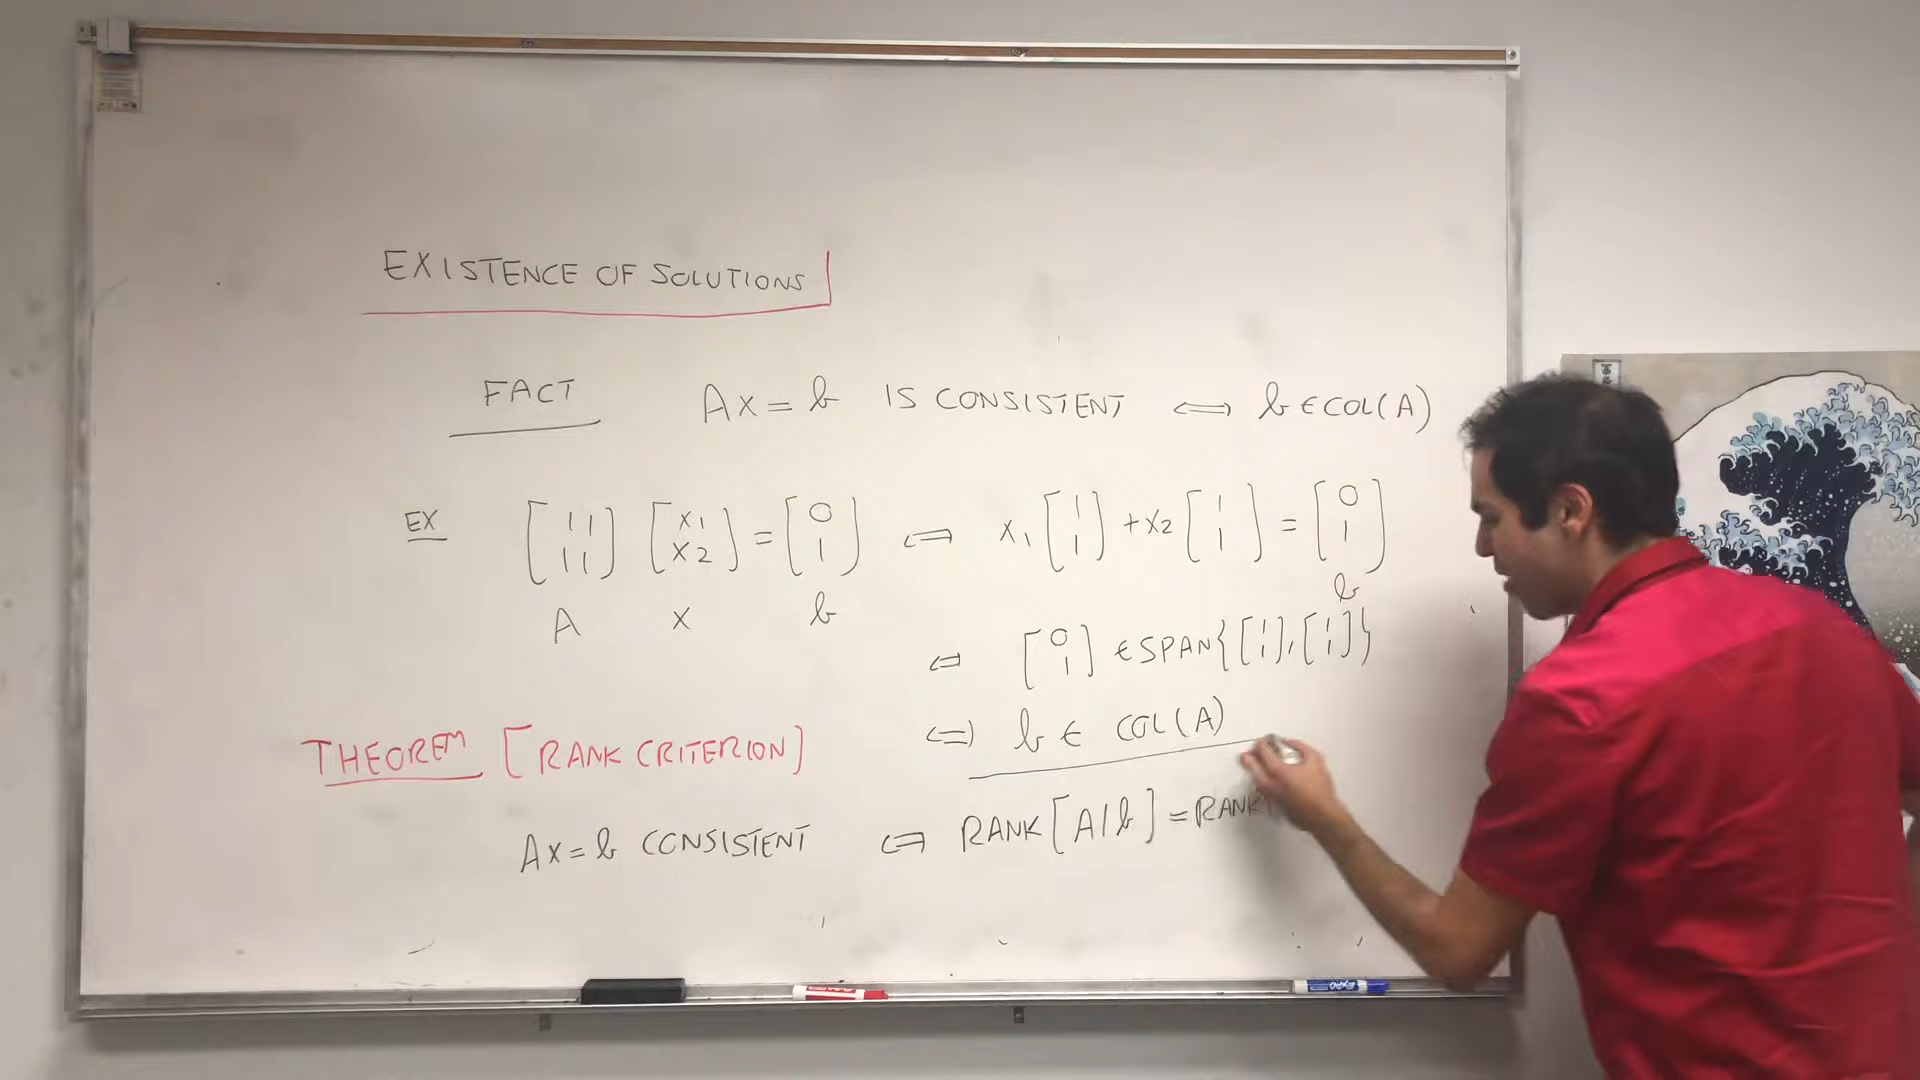 EXISTENCE OF SOLUTIONS
FACT AX = b IS CONSISTENT ⟺ b ∈ COL(A)
EX [1 1; 1 1] [X1; X2] = [0; 1] ⟺ X1 [1; 1] + X2 [1; 1] = [0; 1]
A X b b
⟺ [0; 1] ∈ SPAN{[1; 1], [1; 1]}
⟺ b ∈ COL(A)
THEOREM [RANK CRITERION]
AX = b CONSISTENT ⟺ RANK[A|b] = RANK
EXPO